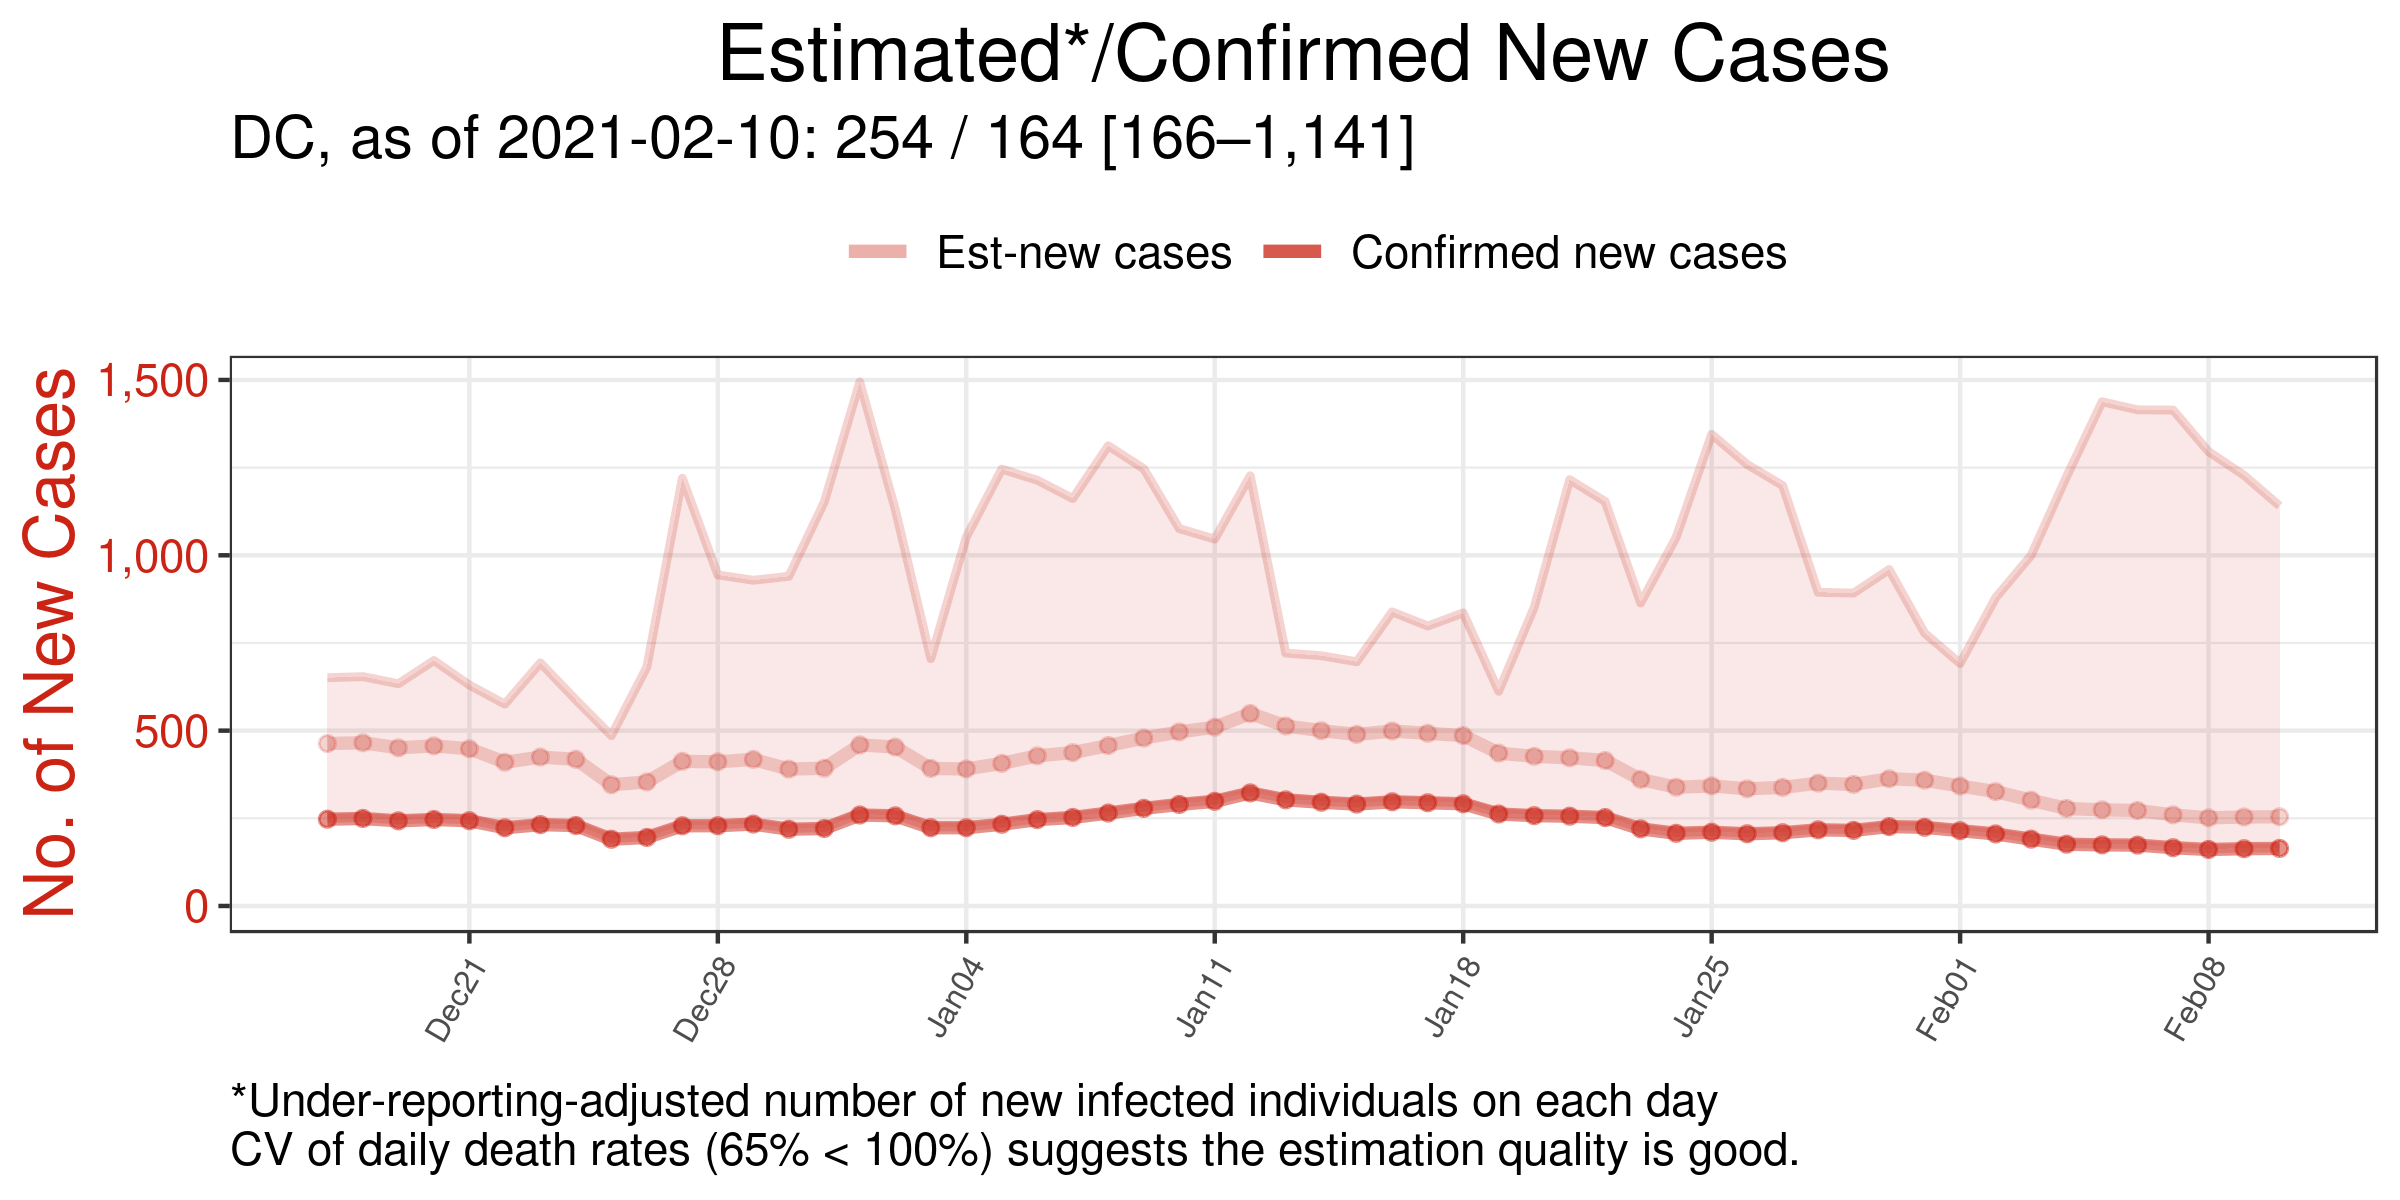 Estimated*/Confirmed New Cases
DC, as of 2021-02-10: 254 / 164 [166–1,141]
Est-new cases Confirmed new cases
No. of New Cases
1,500
1,000
500
0
Dec21 Dec28 Jan04 Jan11 Jan18 Jan25 Feb01 Feb08
*Under-reporting-adjusted number of new infected individuals on each day
CV of daily death rates (65% < 100%) suggests the estimation quality is good.